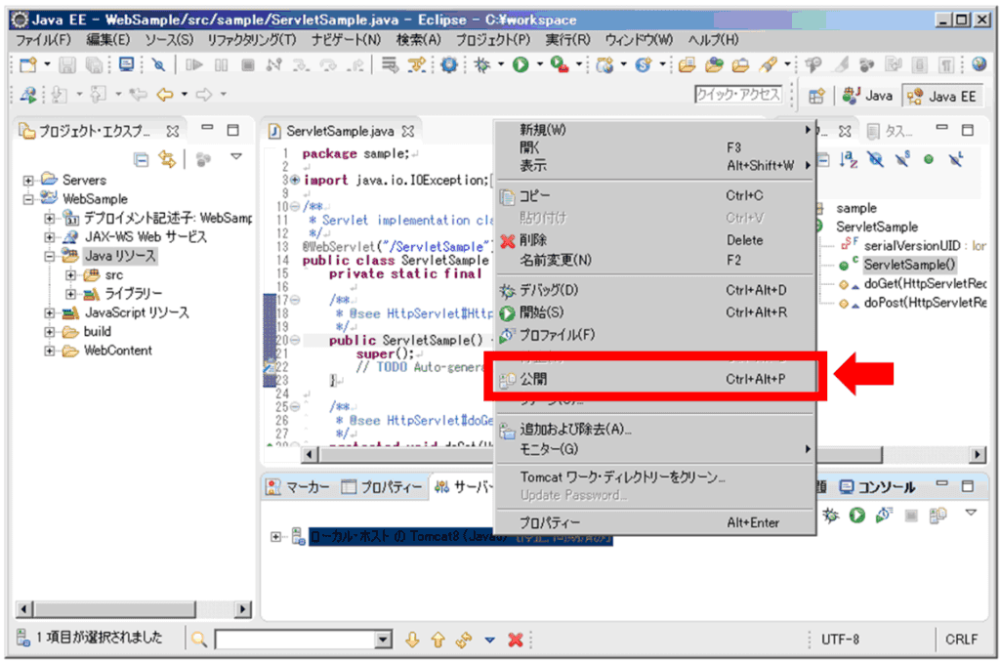 Java EE - WebSample/src/sample/ServletSample.java - Eclipse - C:¥workspace
ファイル(F) 編集(E) ソース(S) リファクタリング(T) ナビゲート(N) 検索(A) プロジェクト(P) 実行(R) ウィンドウ(W) ヘルプ(H)
クイック・アクセス
Java
Java EE
プロジェクト・エクスプ...
Servers
WebSample
デプロイメント記述子: WebSamp
JAX-WS Web サービス
Java リソース
src
ライブラリー
JavaScript リソース
build
WebContent
ServletSample.java
1 package sample;
2
3 import java.io.IOException;
10 /**
11 * Servlet implementation cla
12 */
13 @WebServlet("/ServletSample"
14 public class ServletSample
15 private static final
16
17 /**
18 * @see HttpServlet#Http
19 */
20 public ServletSample()
21 super();
22 // TODO Auto-genera
23 }
24
25 /**
26 * @see HttpServlet#doGe
27 */
28 protected void doGet(H
新規(W)
開く F3
表示 Alt+Shift+W
コピー Ctrl+C
貼り付け Ctrl+V
削除 Delete
名前変更(N) F2
デバッグ(D) Ctrl+Alt+D
開始(S) Ctrl+Alt+R
プロファイル(F)
公開 Ctrl+Alt+P
追加および除去(A)...
モニター(G)
Tomcat ワーク・ディレクトリーをクリーン...
Update Password...
プロパティー Alt+Enter
タス...
sample
ServletSample
serialVersionUID : lor
ServletSample()
doGet(HttpServletRec
doPost(HttpServletRe
マーカー
プロパティー
サーバー
題
コンソール
ローカル・ホスト の Tomcat8 (Java8)
1 項目が選択されました
UTF-8
CRLF